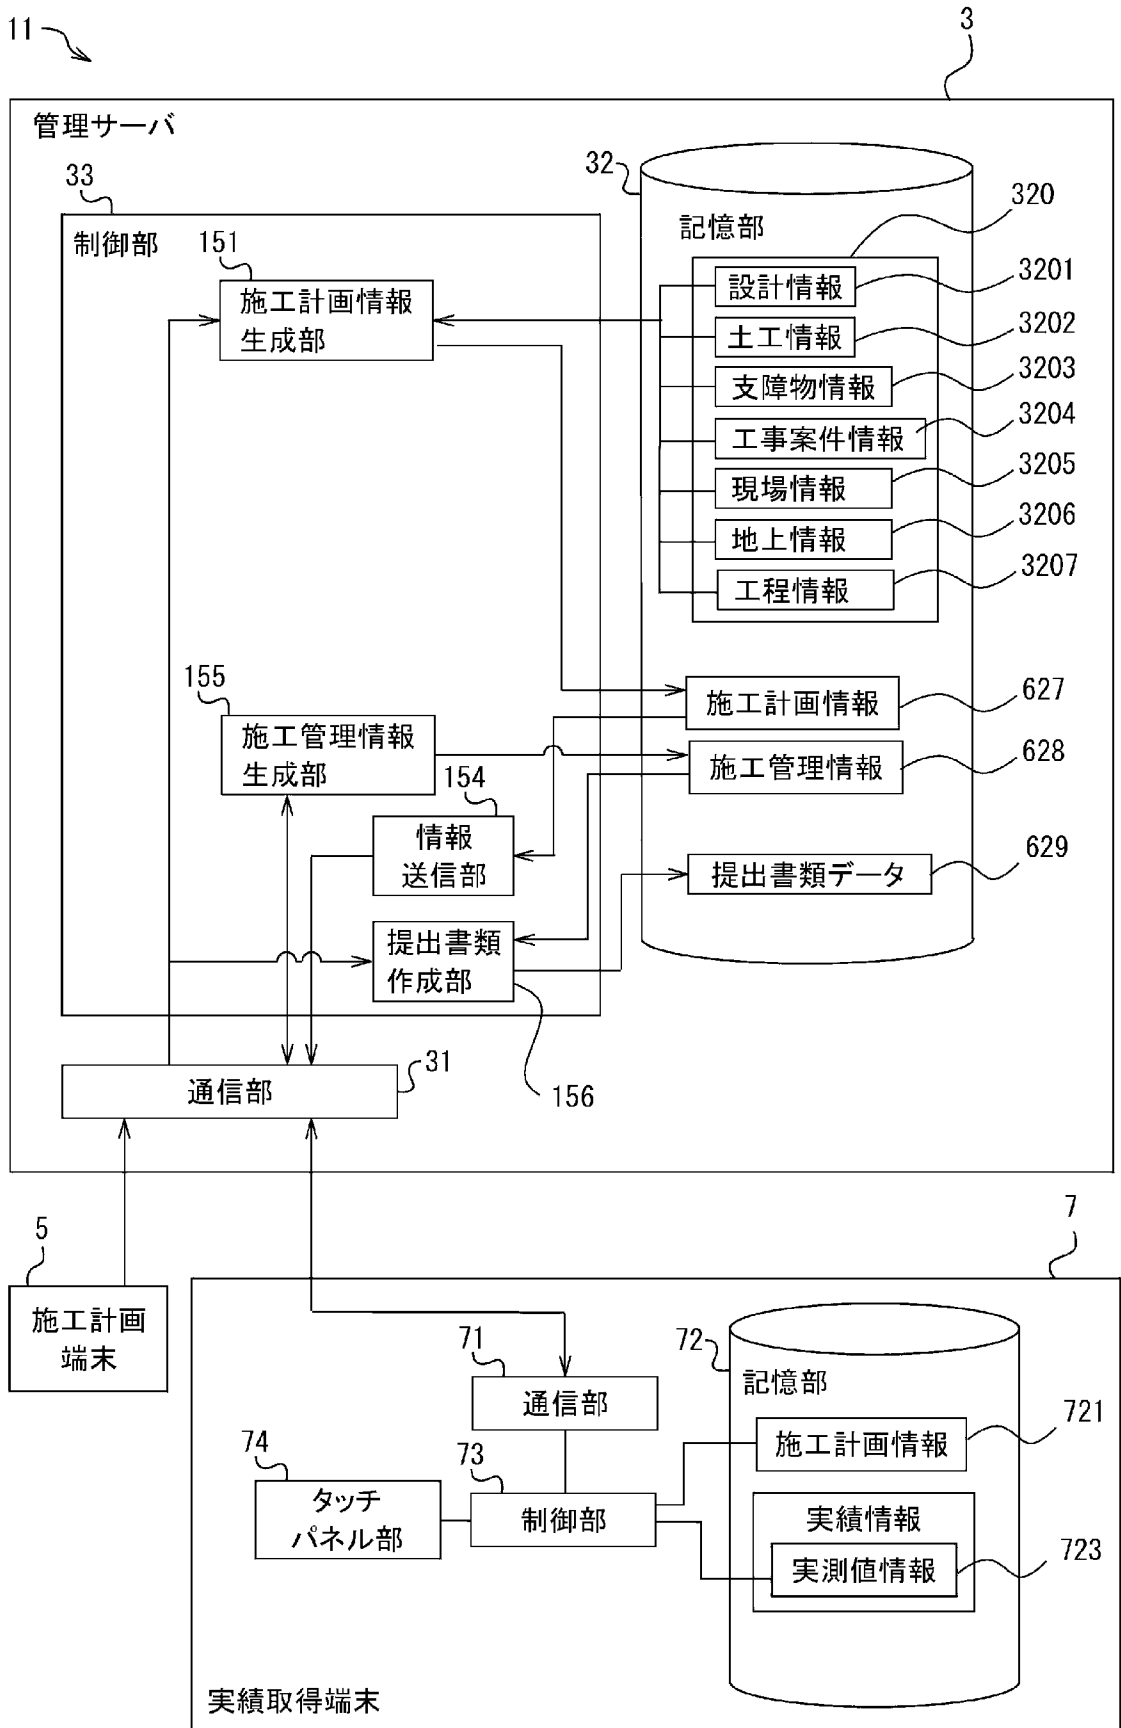 11
3
管理サーバ
33
制御部
151
施工計画情報
生成部
32
記憶部
320
設計情報
3201
土工情報
3202
支障物情報
3203
工事案件情報
3204
現場情報
3205
地上情報
3206
工程情報
3207
155
施工管理情報
生成部
施工計画情報
627
施工管理情報
628
154
情報
送信部
提出書類データ
629
提出書類
作成部
156
31
通信部
5
施工計画
端末
7
71
通信部
72
記憶部
74
タッチ
パネル部
73
制御部
施工計画情報
721
実績情報
実測値情報
723
実績取得端末